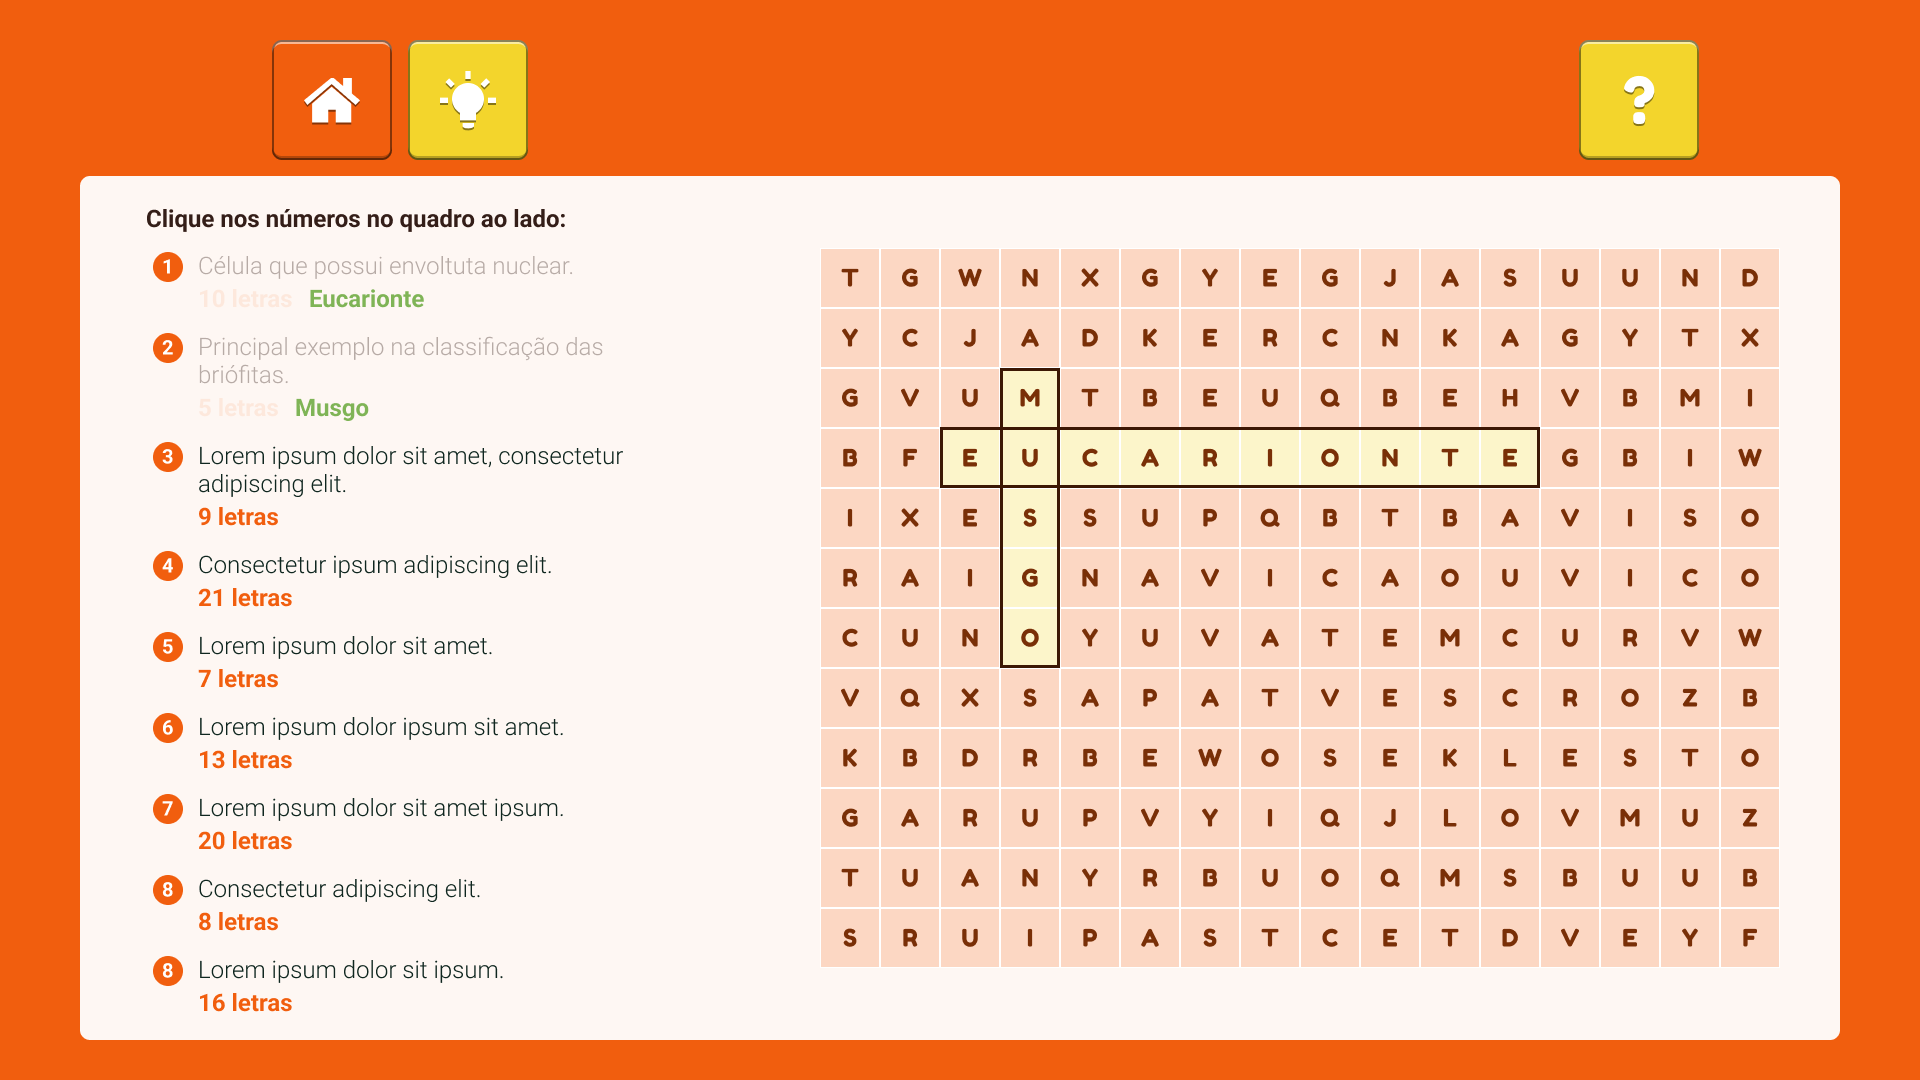 ?
Clique nos números no quadro ao lado:
1 Célula que possui envoltuta nuclear.
10 letras Eucarionte
2 Principal exemplo na classificação das
briófitas.
5 letras Musgo
3 Lorem ipsum dolor sit amet, consectetur
adipiscing elit.
9 letras
4 Consectetur ipsum adipiscing elit.
21 letras
5 Lorem ipsum dolor sit amet.
7 letras
6 Lorem ipsum dolor ipsum sit amet.
13 letras
7 Lorem ipsum dolor sit amet ipsum.
20 letras
8 Consectetur adipiscing elit.
8 letras
8 Lorem ipsum dolor sit ipsum.
16 letras
T G W N X G Y E G J A S U U N D
Y C J A D K E R C N K A G Y T X
G V U M T B E U Q B E H V B M I
B F E U C A R I O N T E G B I W
I X E S S U P Q B T B A V I S O
R A I G N A V I C A O U V I C O
C U N O Y U V A T E M C U R V W
V Q X S A P A T V E S C R O Z B
K B D R B E W O S E K L E S T O
G A R U P V Y I Q J L O V M U Z
T U A N Y R B U O Q M S B U U B
S R U I P A S T C E T D V E Y F